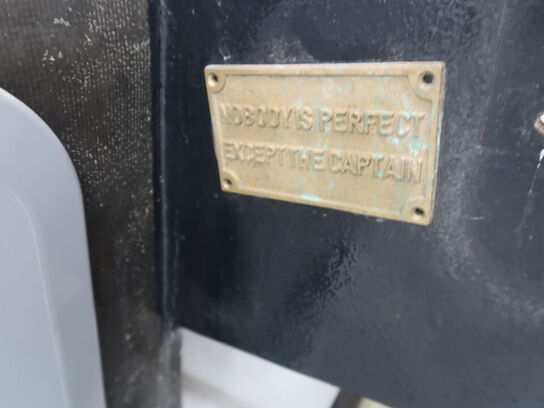 NOBODY IS PERFECT
EXCEPT THE CAPTAIN